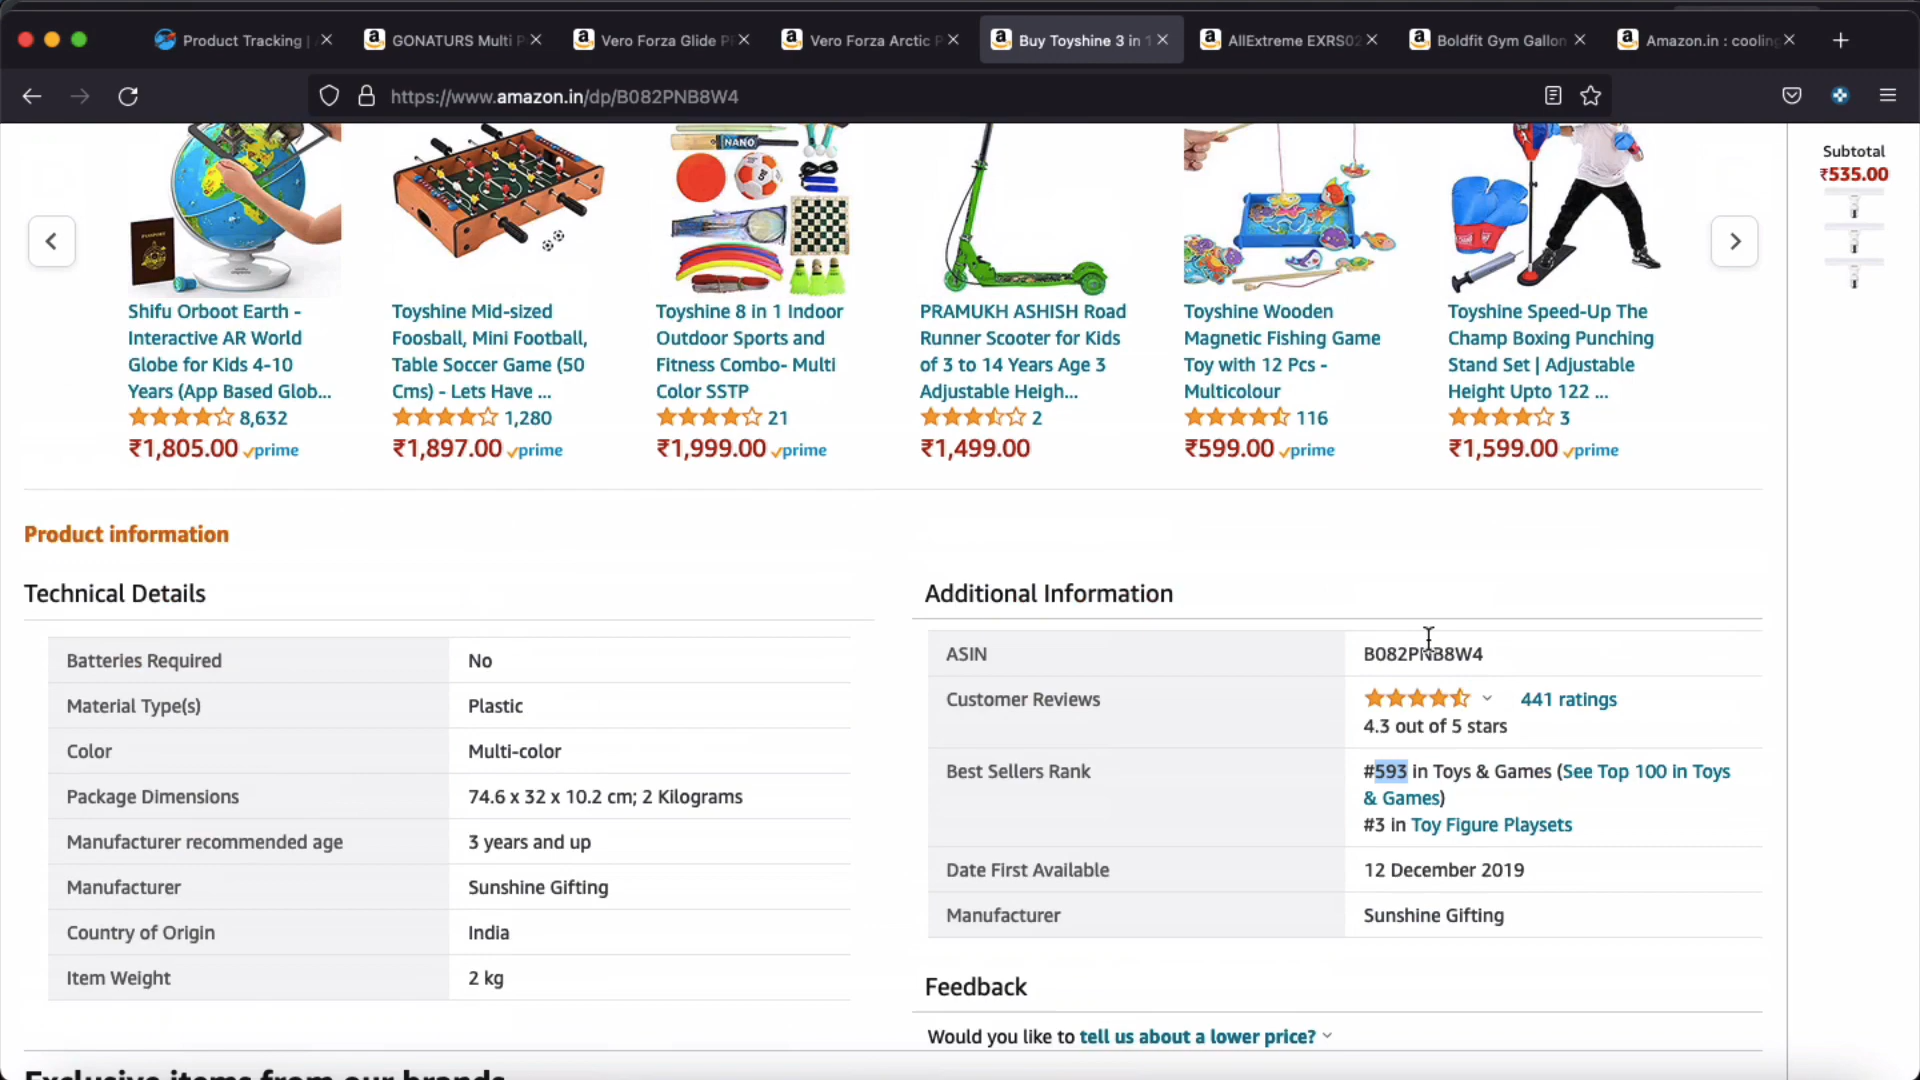 Product Tracking |
GONATURS Multi P
Vero Forza Glide P
Vero Forza Arctic P
Buy Toyshine 3 in 1
AllExtreme EXRS02
Boldfit Gym Gallon
Amazon.in : cooling
https://www.amazon.in/dp/B082PNB8W4
Subtotal
₹535.00
NANO
PASSPORT
Shifu Orboot Earth -
Interactive AR World
Globe for Kids 4-10
Years (App Based Glob...
8,632
₹1,805.00 prime
Toyshine Mid-sized
Foosball, Mini Football,
Table Soccer Game (50
Cms) - Lets Have ...
1,280
₹1,897.00 prime
Toyshine 8 in 1 Indoor
Outdoor Sports and
Fitness Combo- Multi
Color SSTP
21
₹1,999.00 prime
PRAMUKH ASHISH Road
Runner Scooter for Kids
of 3 to 14 Years Age 3
Adjustable Heigh...
2
₹1,499.00
Toyshine Wooden
Magnetic Fishing Game
Toy with 12 Pcs -
Multicolour
116
₹599.00 prime
Toyshine Speed-Up The
Champ Boxing Punching
Stand Set | Adjustable
Height Upto 122 ...
3
₹1,599.00 prime
Product information
Technical Details
Batteries Required No
Material Type(s) Plastic
Color Multi-color
Package Dimensions 74.6 x 32 x 10.2 cm; 2 Kilograms
Manufacturer recommended age 3 years and up
Manufacturer Sunshine Gifting
Country of Origin India
Item Weight 2 kg
Additional Information
ASIN B082PNB8W4
Customer Reviews 441 ratings
4.3 out of 5 stars
Best Sellers Rank #593 in Toys & Games (See Top 100 in Toys
& Games)
#3 in Toy Figure Playsets
Date First Available 12 December 2019
Manufacturer Sunshine Gifting
Feedback
Would you like to tell us about a lower price?
Exclusive items from our brands